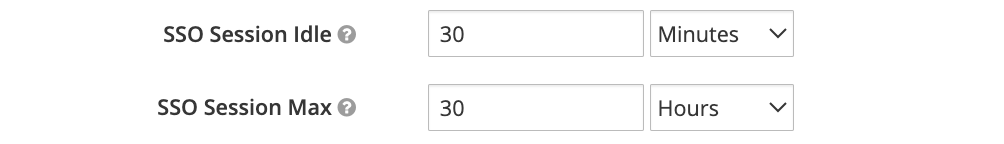 SSO Session Idle ? 30 Minutes
SSO Session Max ? 30 Hours